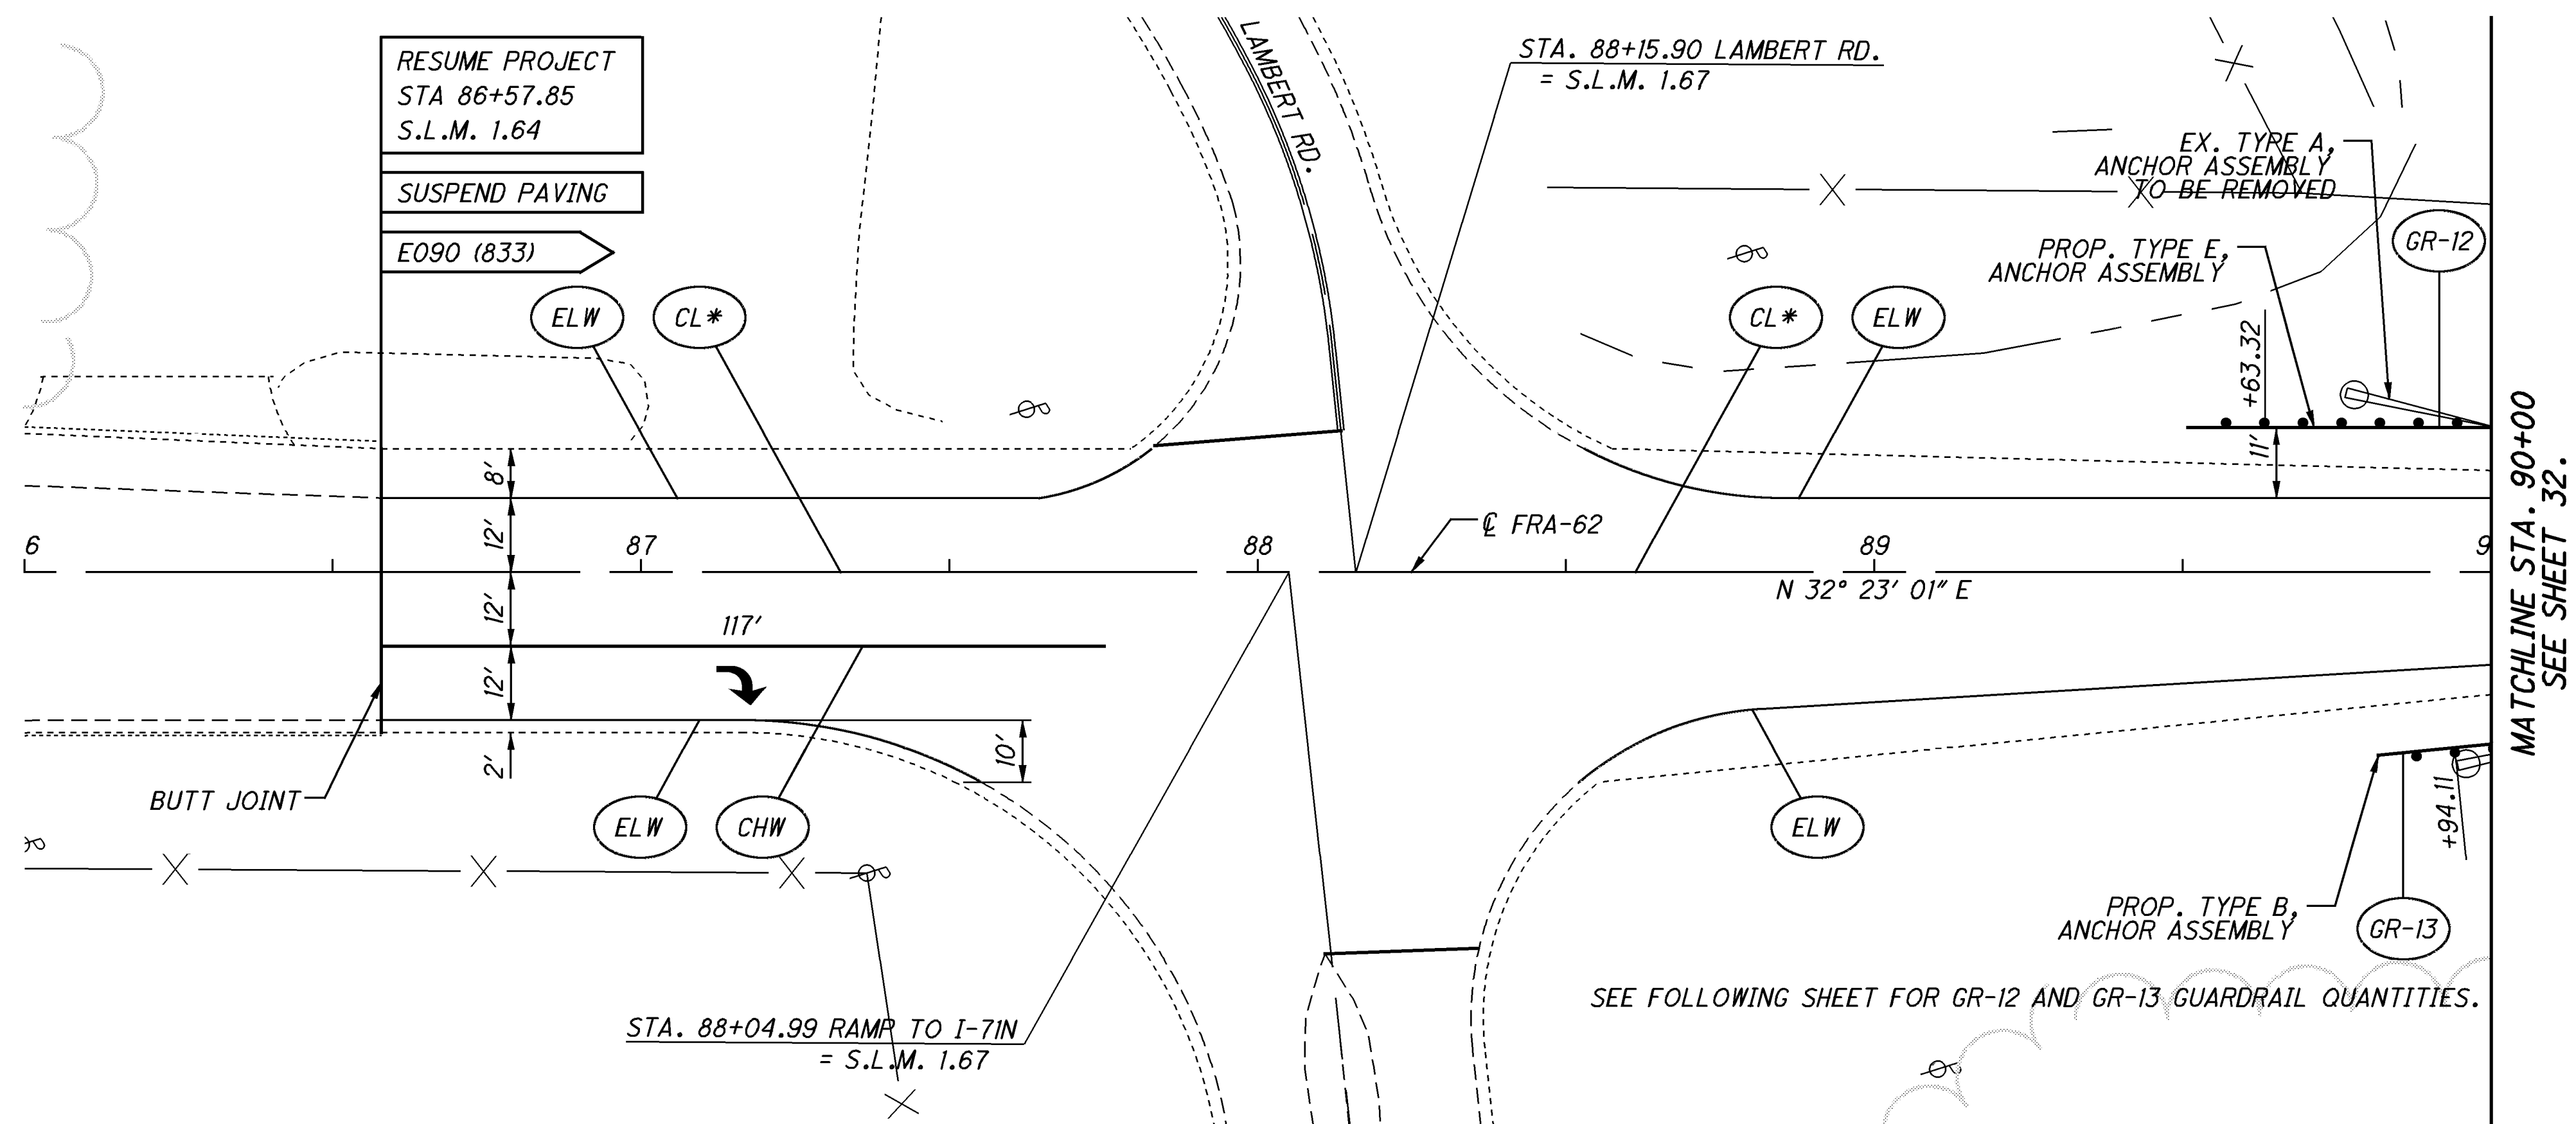 RESUME PROJECT
STA 86+57.85
S.L.M. 1.64
SUSPEND PAVING
E090 (833)
LAMBERT RD.
STA. 88+15.90 LAMBERT RD.
= S.L.M. 1.67
EX. TYPE A,
ANCHOR ASSEMBLY
TO BE REMOVED
GR-12
PROP. TYPE E,
ANCHOR ASSEMBLY
ELW
CL*
CL*
ELW
+63.32
8'
11'
12'
℄ FRA-62
6
87
88
89
9
N 32° 23' 01" E
12'
117'
12'
10'
2'
BUTT JOINT
ELW
CHW
ELW
+94.11
PROP. TYPE B,
ANCHOR ASSEMBLY
GR-13
SEE FOLLOWING SHEET FOR GR-12 AND GR-13 GUARDRAIL QUANTITIES.
STA. 88+04.99 RAMP TO I-71N
= S.L.M. 1.67
MATCHLINE STA. 90+00
SEE SHEET 32.